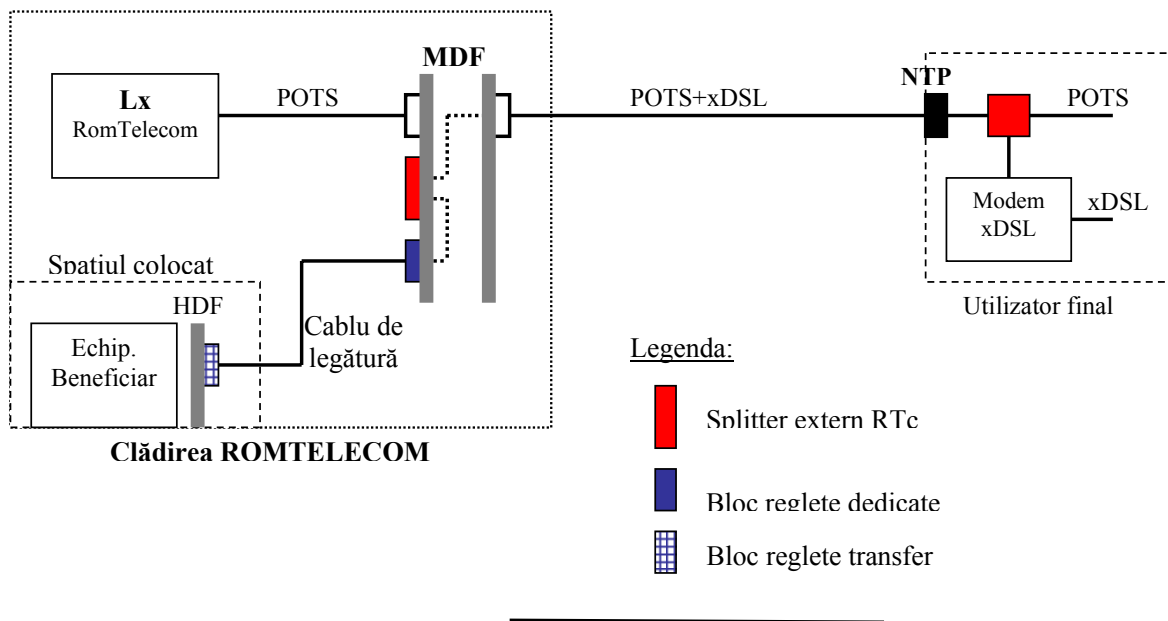 MDF
Lx
RomTelecom
POTS
POTS+xDSL
NTP
POTS
Modem
xDSL
xDSL
Utilizator final
Spațiul colocat
HDF
Echip.
Beneficiar
Cablu de
legătură
Clădirea ROMTELECOM
Legenda:
Splitter extern RTc
Bloc reglete dedicate
Bloc reglete transfer